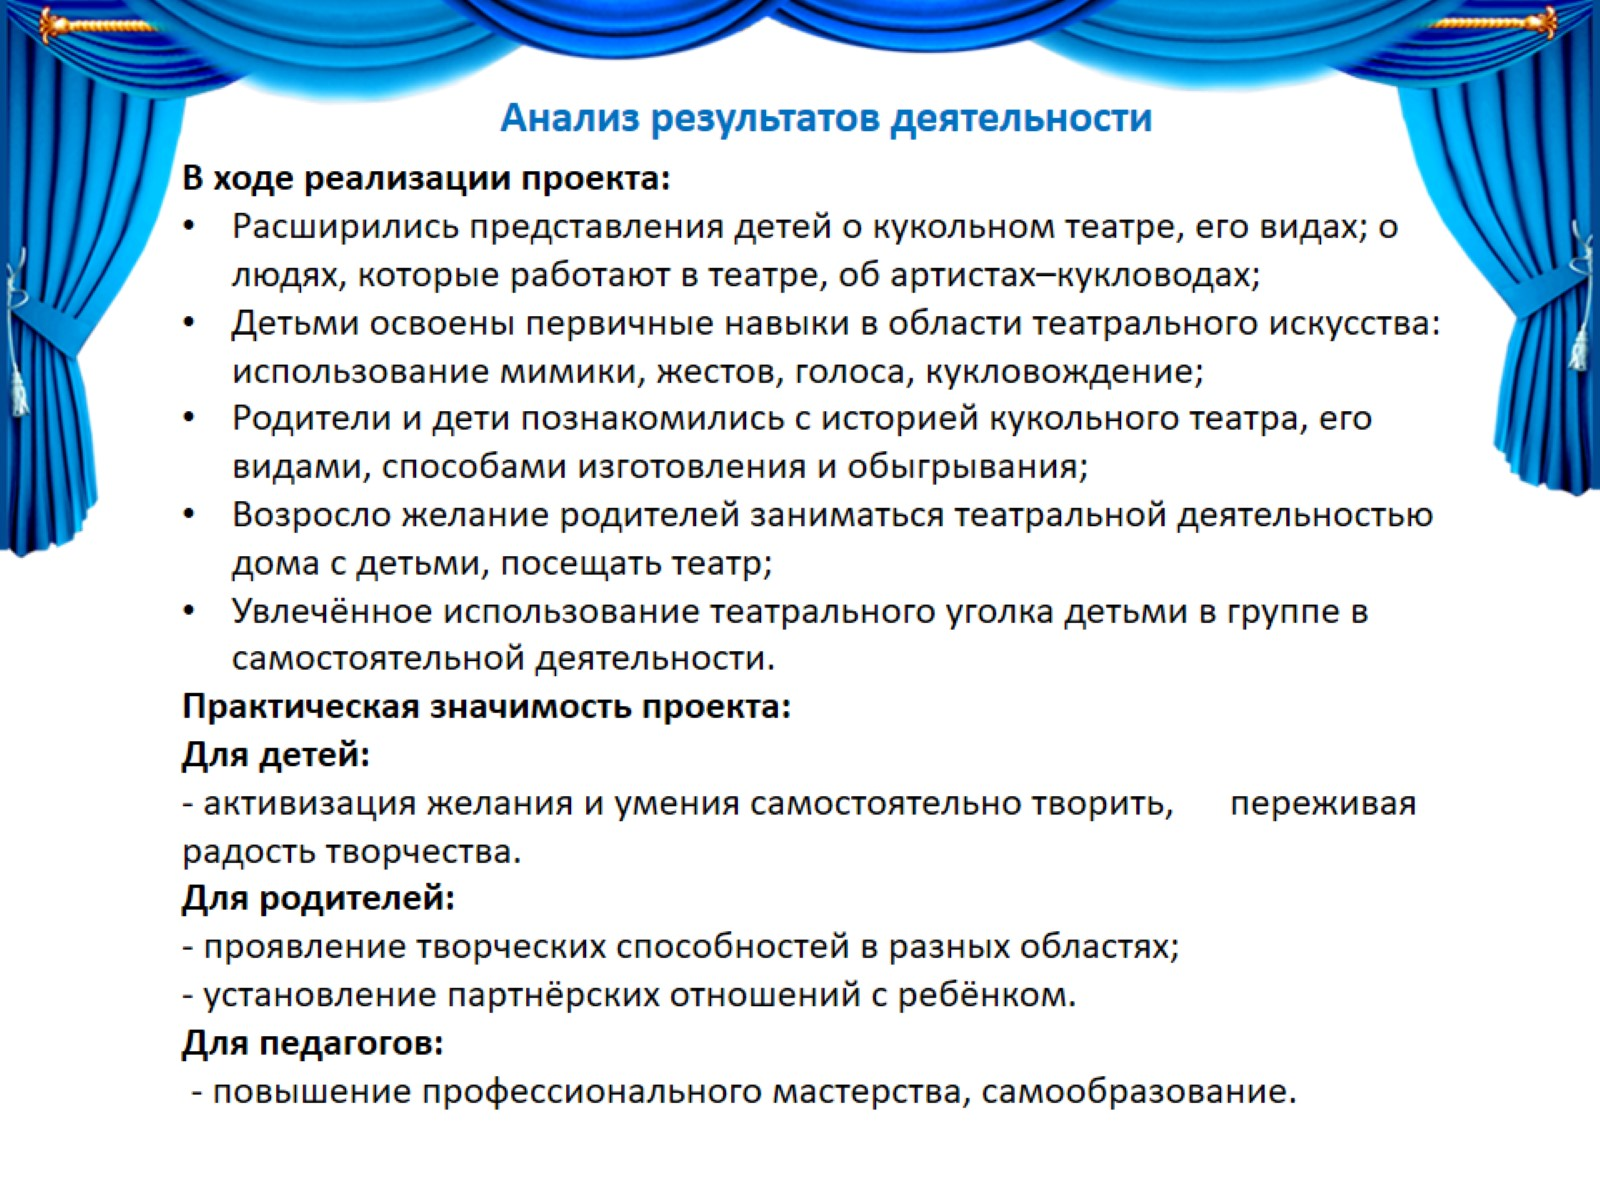 Анализ результатов деятельности
В ходе реализации проекта:
• Расширились представления детей о кукольном театре, его видах; о
людях, которые работают в театре, об артистах–кукловодах;
• Детьми освоены первичные навыки в области театрального искусства:
использование мимики, жестов, голоса, кукловождение;
• Родители и дети познакомились с историей кукольного театра, его
видами, способами изготовления и обыгрывания;
• Возросло желание родителей заниматься театральной деятельностью
дома с детьми, посещать театр;
• Увлечённое использование театрального уголка детьми в группе в
самостоятельной деятельности.
Практическая значимость проекта:
Для детей:
- активизация желания и умения самостоятельно творить, переживая
радость творчества.
Для родителей:
- проявление творческих способностей в разных областях;
- установление партнёрских отношений с ребёнком.
Для педагогов:
- повышение профессионального мастерства, самообразование.